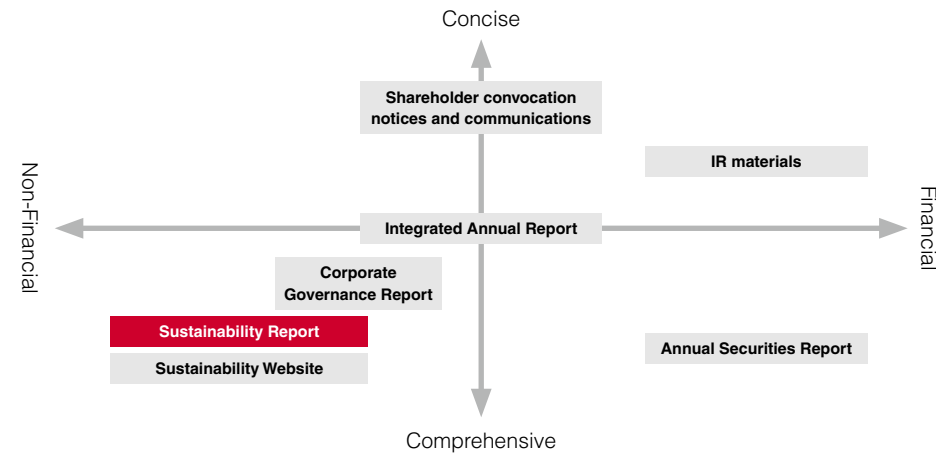 Concise
Shareholder convocation
notices and communications
IR materials
Non-Financial
Integrated Annual Report
Financial
Corporate
Governance Report
Sustainability Report
Annual Securities Report
Sustainability Website
Comprehensive